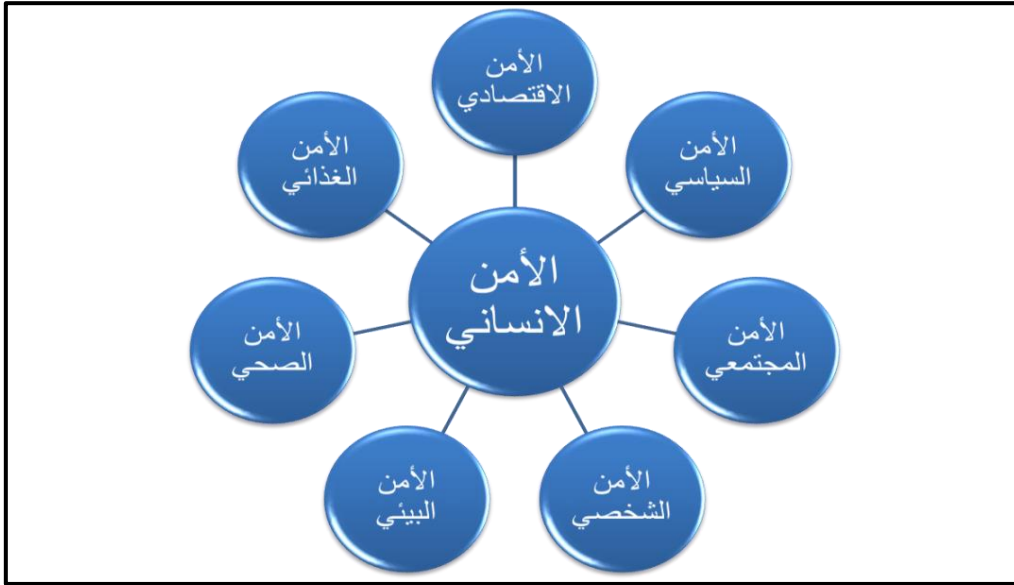 الأمن
الاقتصادي
الأمن
السياسي
الأمن
الغذائي
الأمن
الانساني
الأمن
المجتمعي
الأمن
الصحي
الأمن
الشخصي
الأمن
البيئي